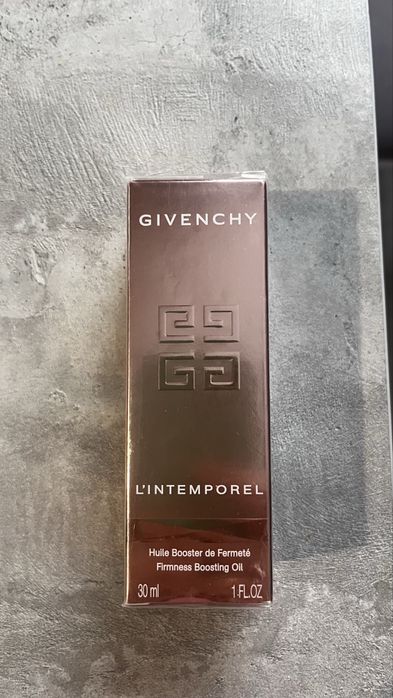 GIVENCHY
L'INTEMPOREL
Huile Booster de Fermeté
Firmness Boosting Oil
30 ml 1 FL.OZ